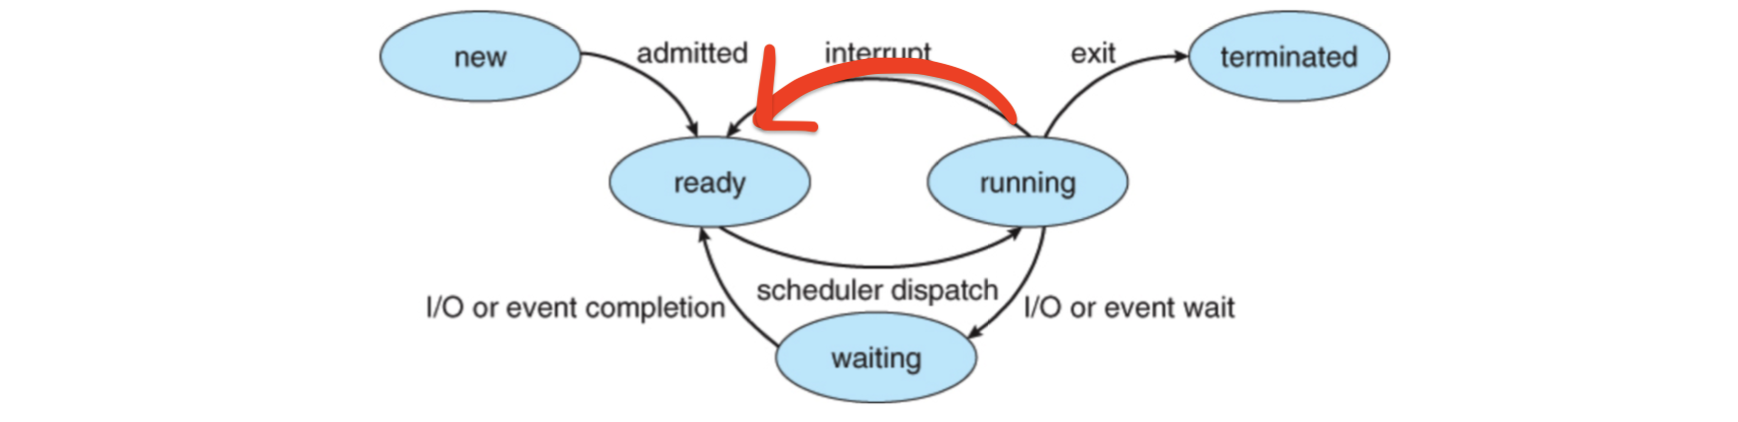 new
admitted
interrupt
exit
terminated
ready
running
scheduler dispatch
I/O or event completion
I/O or event wait
waiting